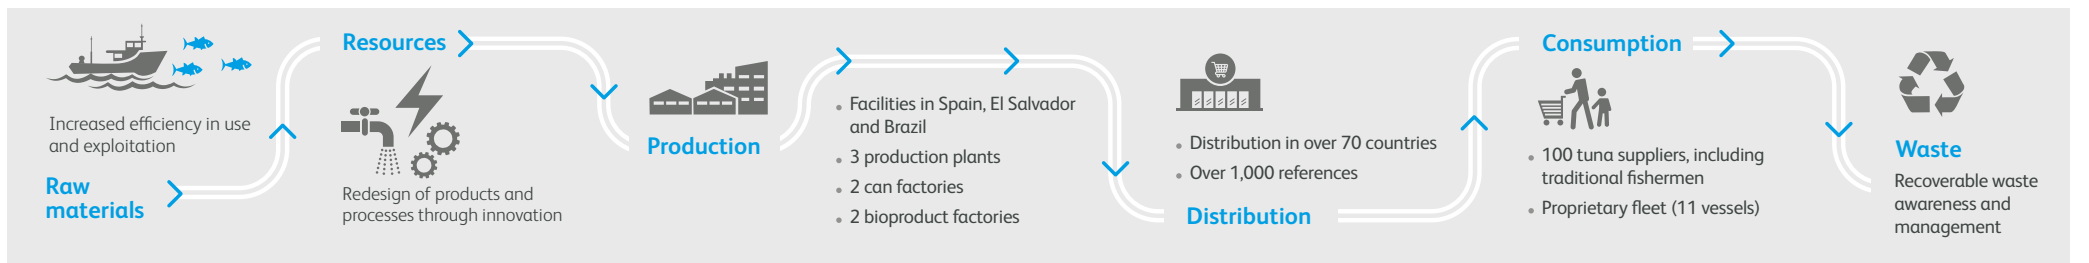 Increased efficiency in use
and exploitation
Raw
materials
Resources
Redesign of products and
processes through innovation
Production
• Facilities in Spain, El Salvador
and Brazil
• 3 production plants
• 2 can factories
• 2 bioproduct factories
• Distribution in over 70 countries
• Over 1,000 references
Distribution
Consumption
• 100 tuna suppliers, including
traditional fishermen
• Proprietary fleet (11 vessels)
Waste
Recoverable waste
awareness and
management